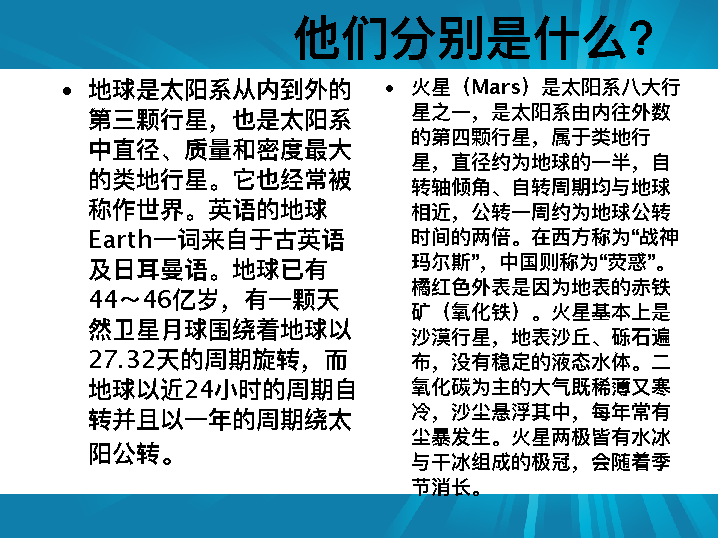 他们分别是什么？
• 地球是太阳系从内到外的
第三颗行星，也是太阳系
中直径、质量和密度最大
的类地行星。它也经常被
称作世界。英语的地球
Earth一词来自于古英语
及日耳曼语。地球已有
44～46亿岁，有一颗天
然卫星月球围绕着地球以
27.32天的周期旋转，而
地球以近24小时的周期自
转并且以一年的周期绕太
阳公转。
• 火星（Mars）是太阳系八大行
星之一，是太阳系由内往外数
的第四颗行星，属于类地行
星，直径约为地球的一半，自
转轴倾角、自转周期均与地球
相近，公转一周约为地球公转
时间的两倍。在西方称为“战神
玛尔斯”，中国则称为“荧惑”。
橘红色外表是因为地表的赤铁
矿（氧化铁）。火星基本上是
沙漠行星，地表沙丘、砾石遍
布，没有稳定的液态水体。二
氧化碳为主的大气既稀薄又寒
冷，沙尘悬浮其中，每年常有
尘暴发生。火星两极皆有水冰
与干冰组成的极冠，会随着季
节消长。